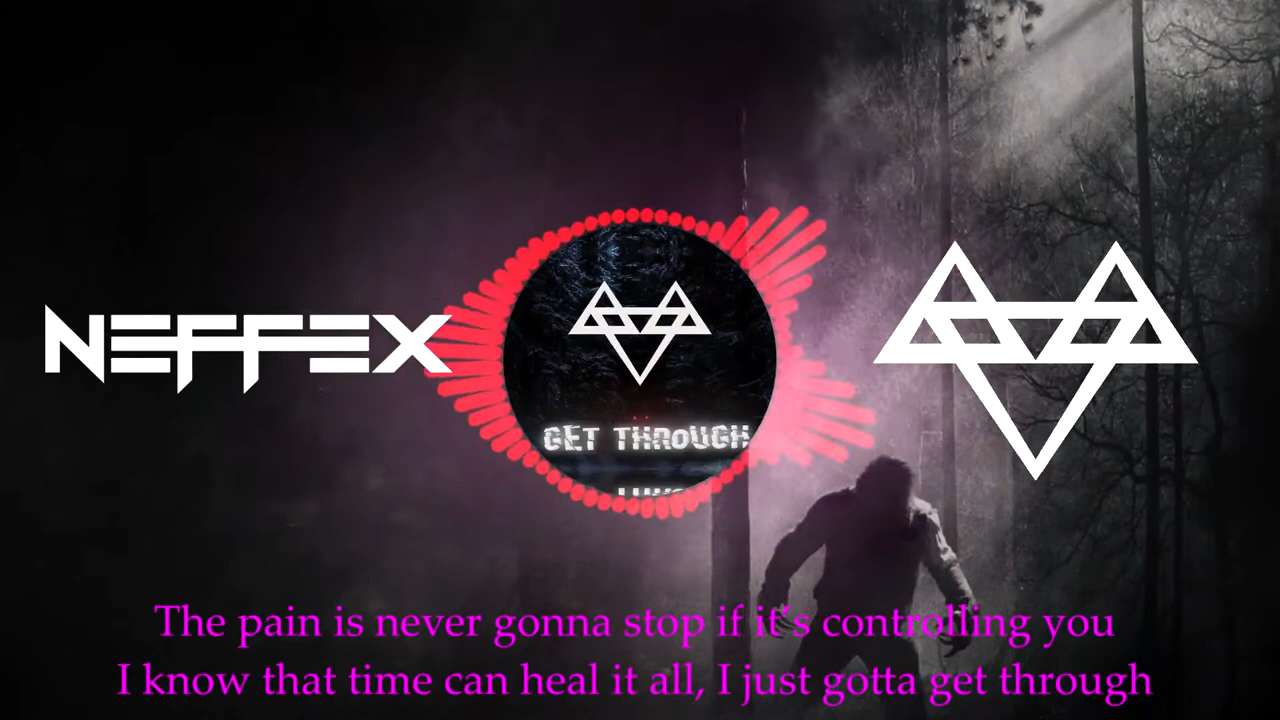 NEFFEX
GET THROUGH
The pain is never gonna stop if it's controlling you
I know that time can heal it all, I just gotta get through